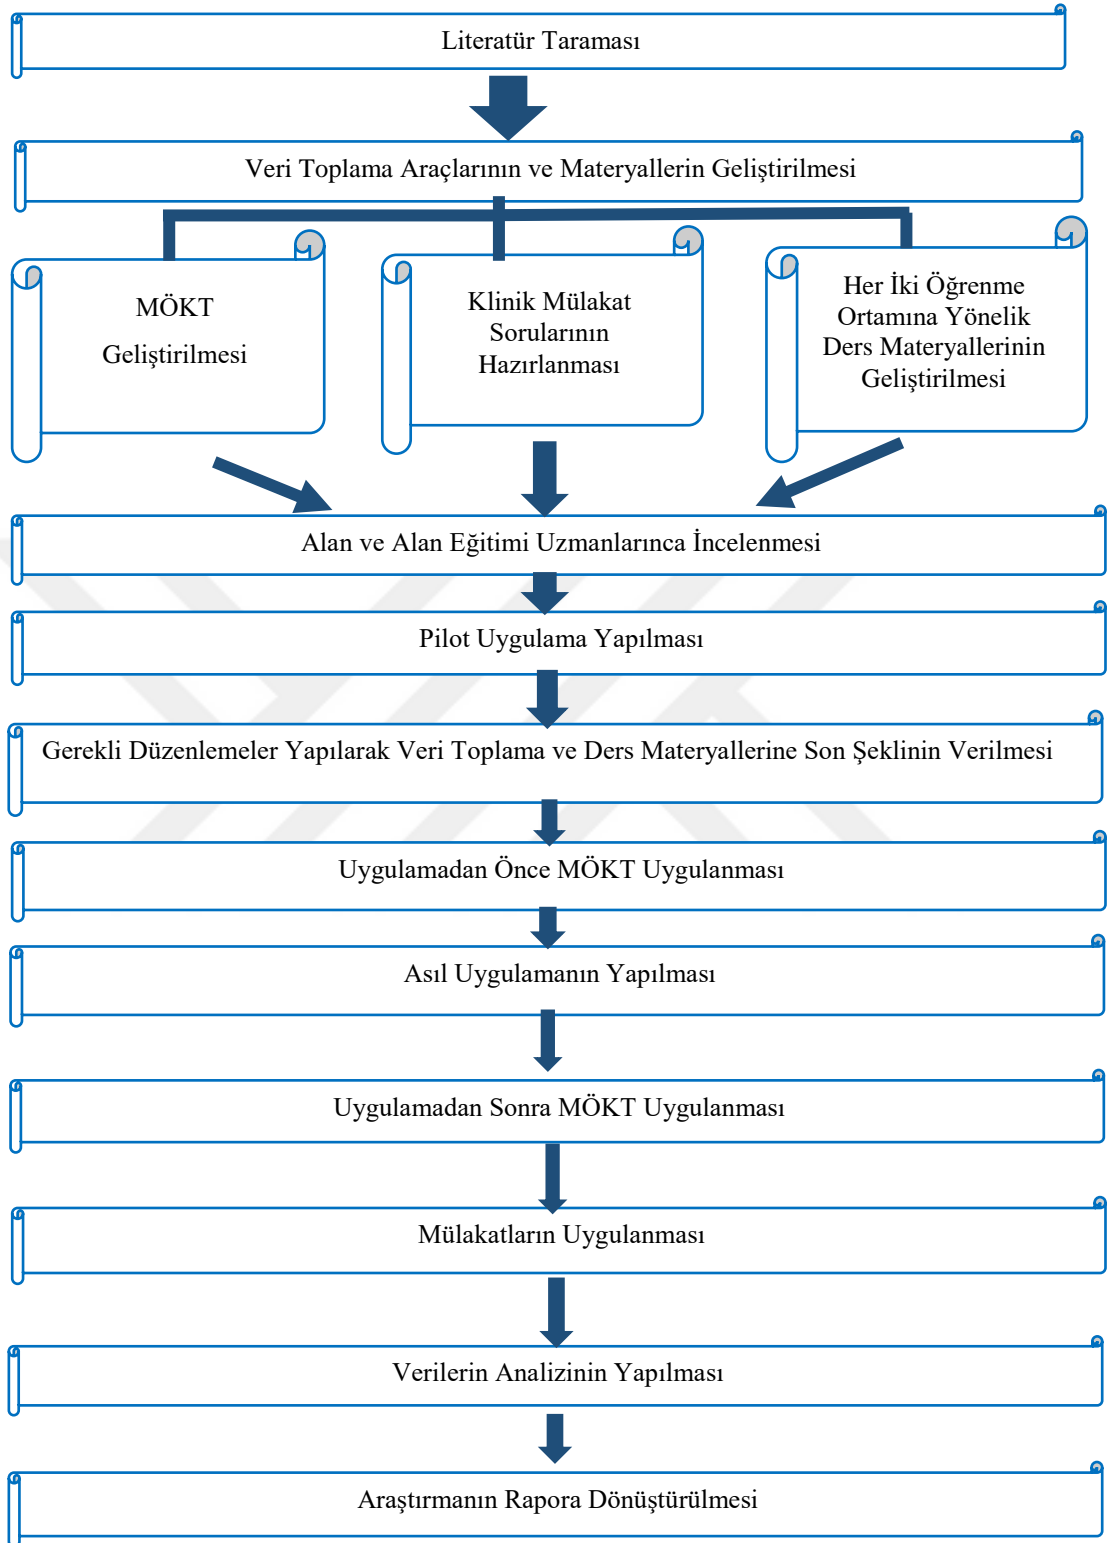 Literatür Taraması
Veri Toplama Araçlarının ve Materyallerin Geliştirilmesi
MÖKT
Geliştirilmesi
Klinik Mülakat
Sorularının
Hazırlanması
Her İki Öğrenme
Ortamına Yönelik
Ders Materyallerinin
Geliştirilmesi
Alan ve Alan Eğitimi Uzmanlarınca İncelenmesi
Pilot Uygulama Yapılması
Gerekli Düzenlemeler Yapılarak Veri Toplama ve Ders Materyallerine Son Şeklinin Verilmesi
Uygulamadan Önce MÖKT Uygulanması
Asıl Uygulamanın Yapılması
Uygulamadan Sonra MÖKT Uygulanması
Mülakatların Uygulanması
Verilerin Analizinin Yapılması
Araştırmanın Rapora Dönüştürülmesi